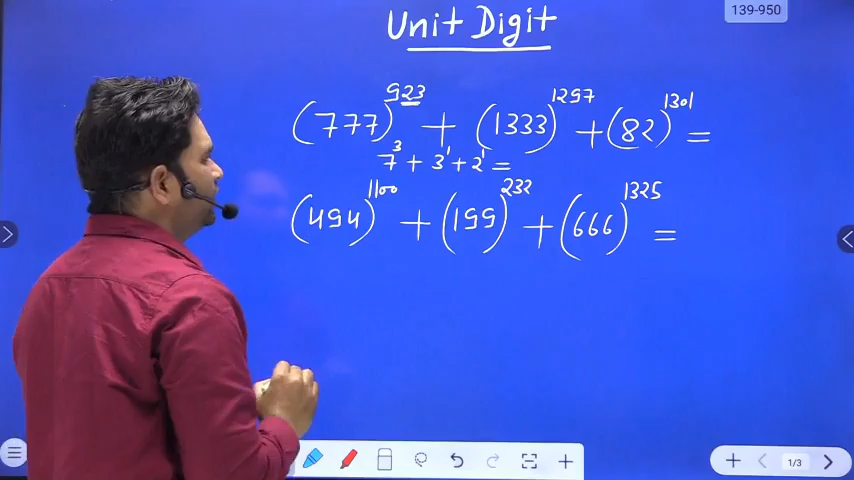 139-950
Unit Digit
(777)^923 + (1333)^1297 + (82)^1301 =
7^3 + 3^1 + 2^1 =
(494)^1100 + (199)^232 + (666)^1325 =
1/3